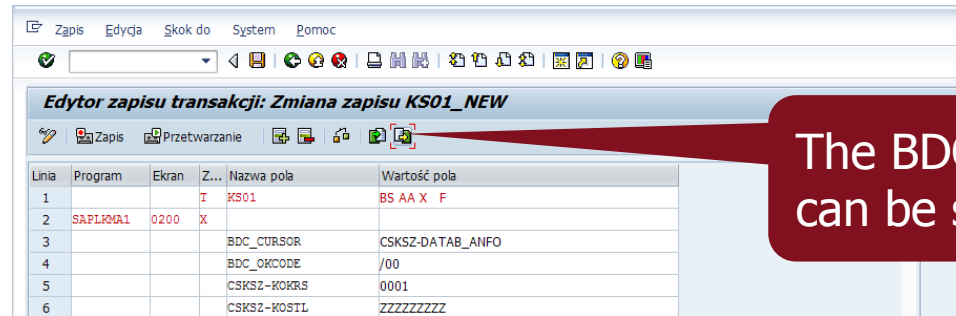 Zapis Edycja Skok do System Pomoc
Edytor zapisu transakcji: Zmiana zapisu KS01_NEW
Zapis Przetwarzanie
Linia Program Ekran Z... Nazwa pola Wartość pola
1 T KS01 BS AA X F
2 SAPLKMA1 0200 X
3 BDC_CURSOR CSKSZ-DATAB_ANFO
4 BDC_OKCODE /00
5 CSKSZ-KOKRS 0001
6 CSKSZ-KOSTL ZZZZZZZZZ
The BD
can be